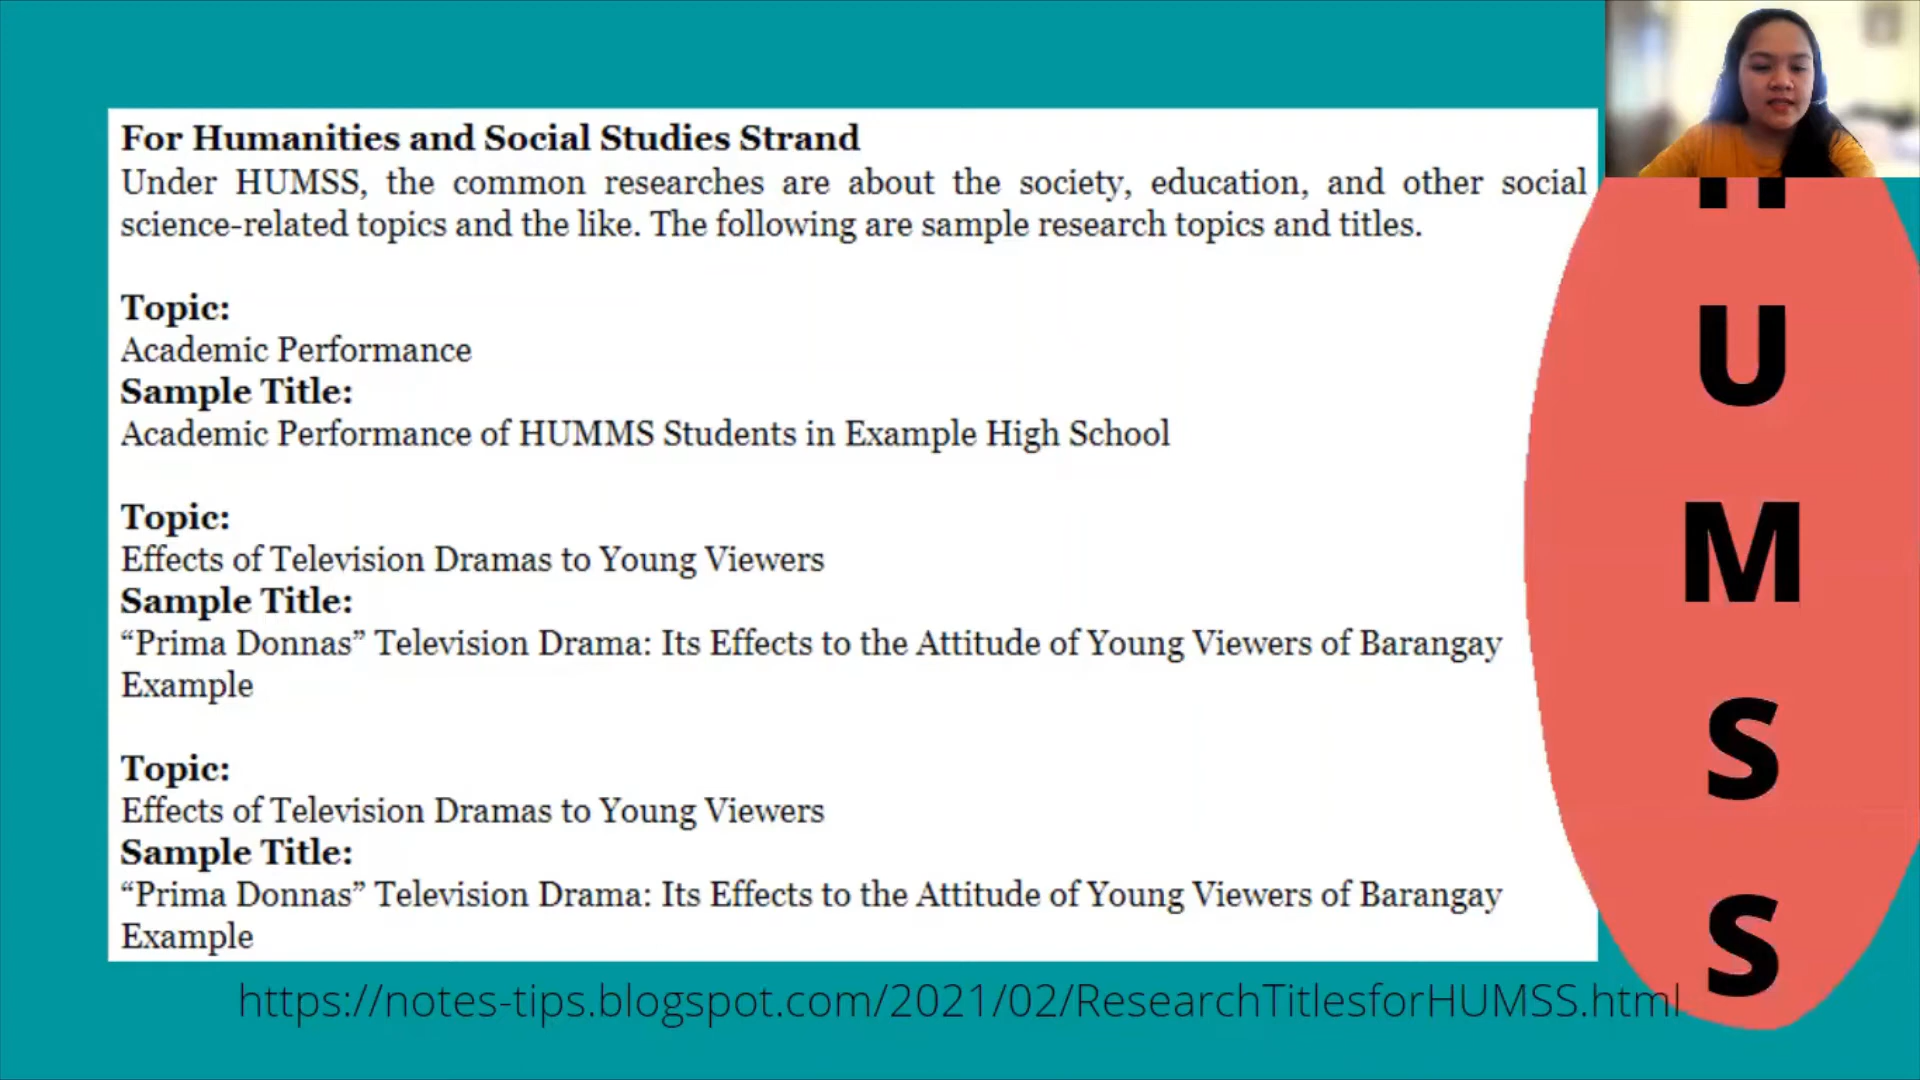 For Humanities and Social Studies Strand
Under HUMSS, the common researches are about the society, education, and other social
science-related topics and the like. The following are sample research topics and titles.
Topic:
Academic Performance
Sample Title:
Academic Performance of HUMMS Students in Example High School
Topic:
Effects of Television Dramas to Young Viewers
Sample Title:
“Prima Donnas” Television Drama: Its Effects to the Attitude of Young Viewers of Barangay
Example
Topic:
Effects of Television Dramas to Young Viewers
Sample Title:
“Prima Donnas” Television Drama: Its Effects to the Attitude of Young Viewers of Barangay
Example
https://notes-tips.blogspot.com/2021/02/ResearchTitlesforHUMSS.html
H
U
M
S
S